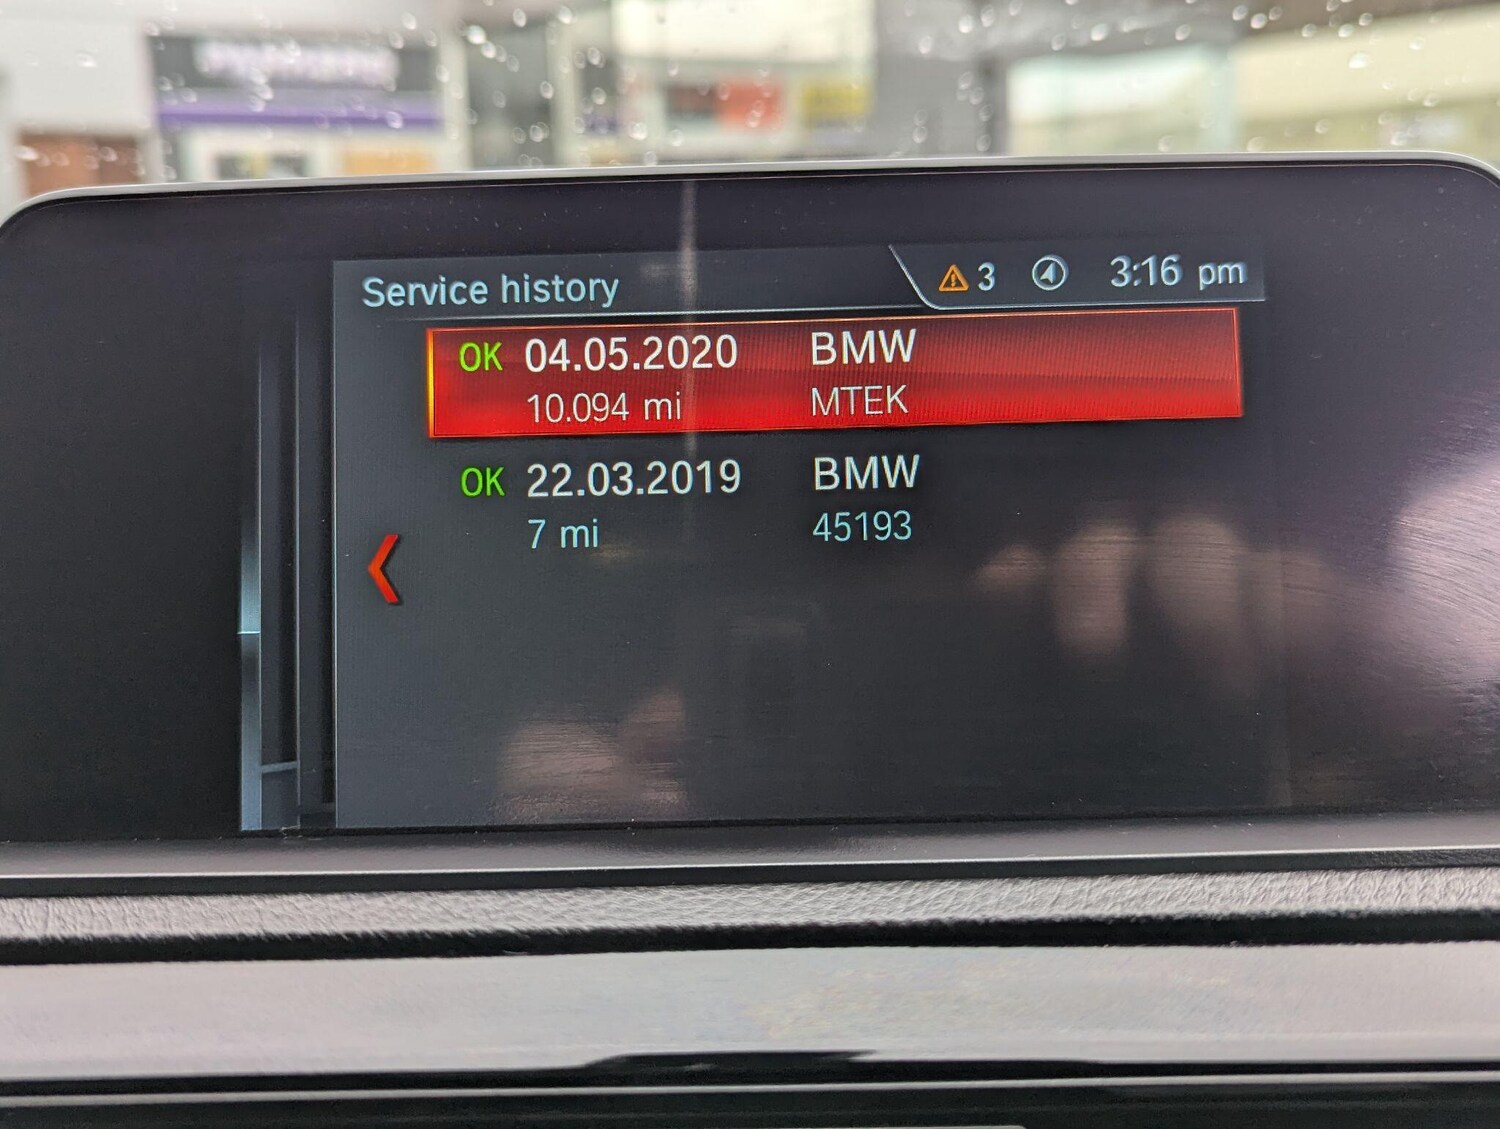 Service history 3 3:16 pm
OK 04.05.2020 BMW
10.094 mi MTEK
OK 22.03.2019 BMW
7 mi 45193